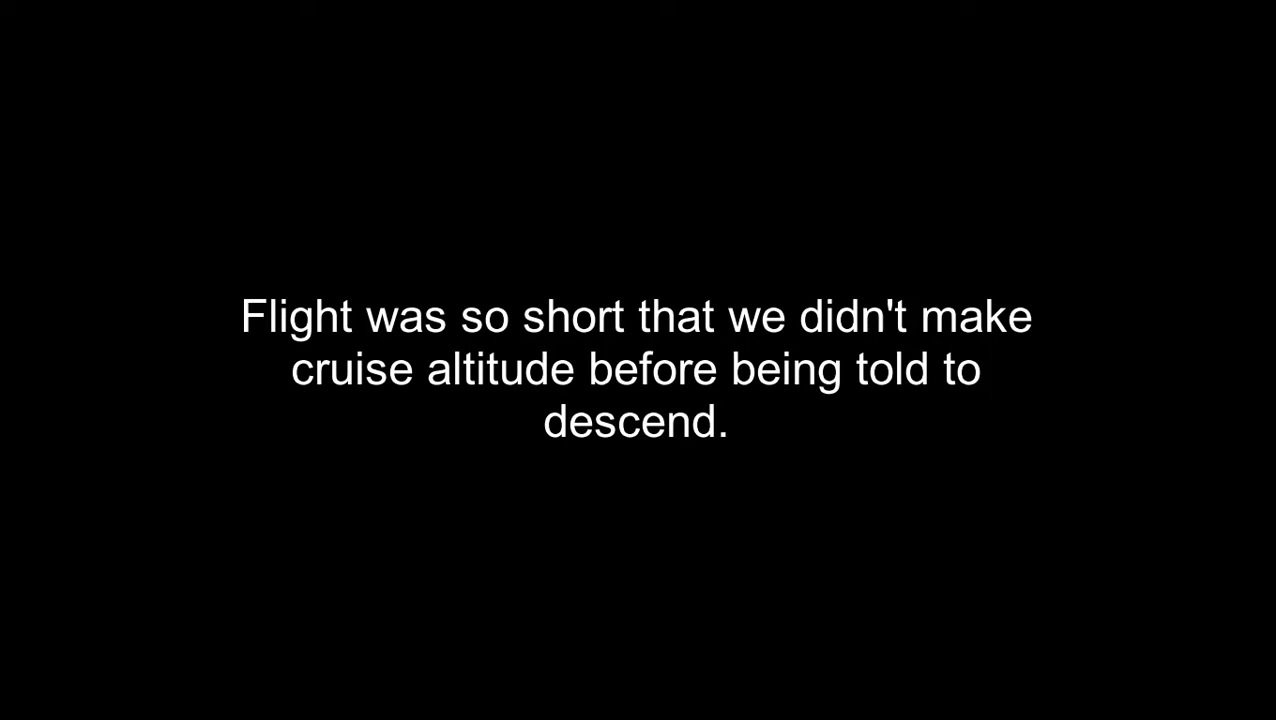 Flight was so short that we didn't make
cruise altitude before being told to
descend.